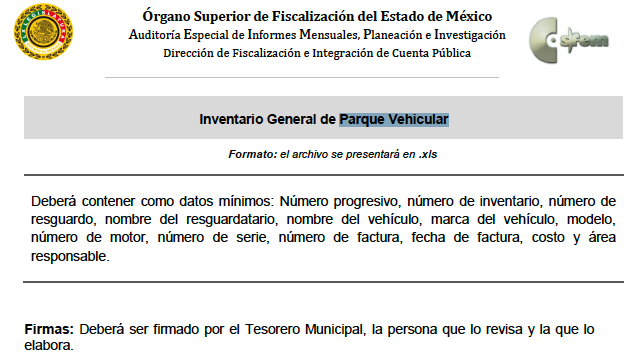 Órgano Superior de Fiscalización del Estado de México
Auditoría Especial de Informes Mensuales, Planeación e Investigación
Dirección de Fiscalización e Integración de Cuenta Pública
osfem
Inventario General de Parque Vehicular
Formato: el archivo se presentará en .xls
Deberá contener como datos mínimos: Número progresivo, número de inventario, número de
resguardo, nombre del resguardatario, nombre del vehículo, marca del vehículo, modelo,
número de motor, número de serie, número de factura, fecha de factura, costo y área
responsable.
Firmas: Deberá ser firmado por el Tesorero Municipal, la persona que lo revisa y la que lo
elabora.